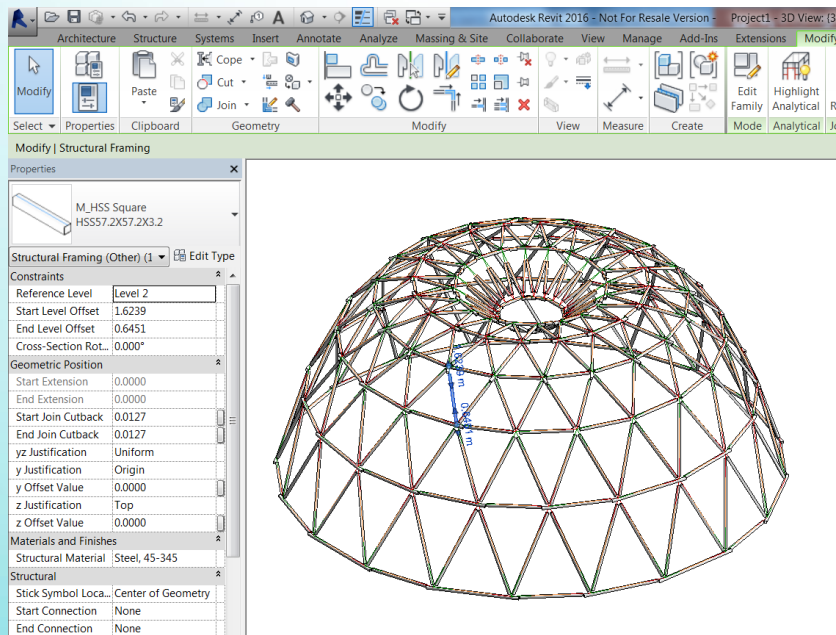 Autodesk Revit 2016 - Not For Resale Version - Project1 - 3D View: {3
Architecture Structure Systems Insert Annotate Analyze Massing & Site Collaborate View Manage Add-Ins Extensions Modify
Modify
Paste
Cope
Cut
Join
Edit Family
Highlight Analytical
Select Properties Clipboard Geometry Modify View Measure Create Mode Analytical
Modify | Structural Framing
Properties
M_HSS Square
HSS57.2X57.2X3.2
Structural Framing (Other) (1 Edit Type
Constraints
Reference Level Level 2
Start Level Offset 1.6239
End Level Offset 0.6451
Cross-Section Rot... 0.000°
Geometric Position
Start Extension 0.0000
End Extension 0.0000
Start Join Cutback 0.0127
End Join Cutback 0.0127
yz Justification Uniform
y Justification Origin
y Offset Value 0.0000
z Justification Top
z Offset Value 0.0000
Materials and Finishes
Structural Material Steel, 45-345
Structural
Stick Symbol Loca... Center of Geometry
Start Connection None
End Connection None